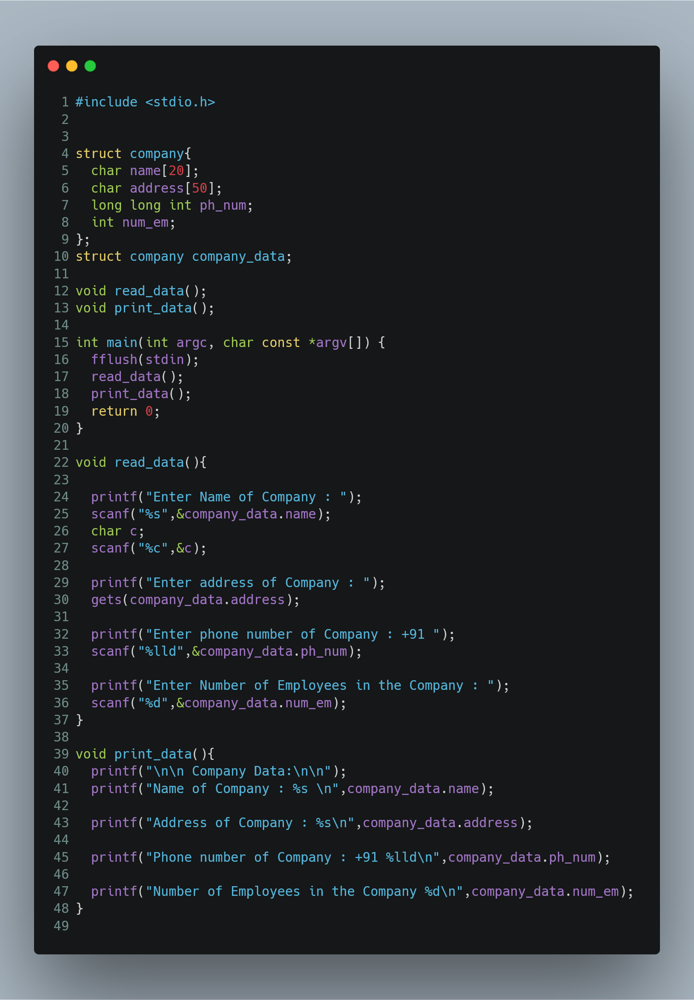 1 #include <stdio.h>
2
3
4 struct company{
5   char name[20];
6   char address[50];
7   long long int ph_num;
8   int num_em;
9 };
10 struct company company_data;
11
12 void read_data();
13 void print_data();
14
15 int main(int argc, char const *argv[]) {
16   fflush(stdin);
17   read_data();
18   print_data();
19   return 0;
20 }
21
22 void read_data(){
23
24   printf("Enter Name of Company : ");
25   scanf("%s",&company_data.name);
26   char c;
27   scanf("%c",&c);
28
29   printf("Enter address of Company : ");
30   gets(company_data.address);
31
32   printf("Enter phone number of Company : +91 ");
33   scanf("%lld",&company_data.ph_num);
34
35   printf("Enter Number of Employees in the Company : ");
36   scanf("%d",&company_data.num_em);
37 }
38
39 void print_data(){
40   printf("\n\n Company Data:\n\n");
41   printf("Name of Company : %s \n",company_data.name);
42
43   printf("Address of Company : %s\n",company_data.address);
44
45   printf("Phone number of Company : +91 %lld\n",company_data.ph_num);
46
47   printf("Number of Employees in the Company %d\n",company_data.num_em);
48 }
49